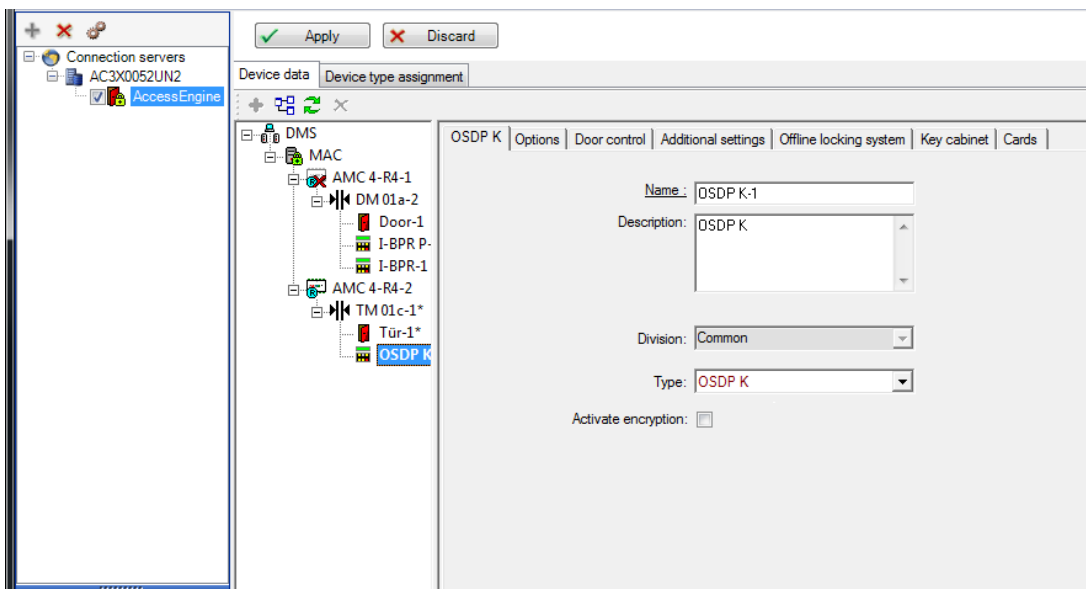 Apply
Discard
Connection servers
AC3X0052UN2
AccessEngine
Device data
Device type assignment
DMS
MAC
AMC 4-R4-1
DM 01a-2
Door-1
I-BPR P-
I-BPR-1
AMC 4-R4-2
TM 01c-1*
Tür-1*
OSDP K
OSDP K
Options
Door control
Additional settings
Offline locking system
Key cabinet
Cards
Name :
OSDP K-1
Description:
OSDP K
Division:
Common
Type:
OSDP K
Activate encryption: